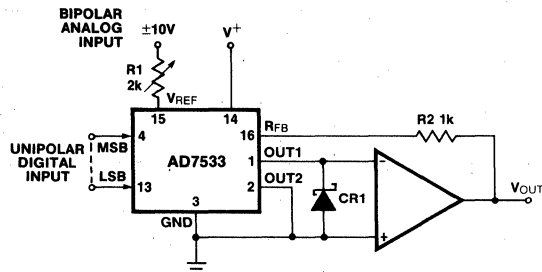 BIPOLAR
ANALOG
INPUT
±10V
V+
R1
2k
VREF
15
14
RFB
R2 1k
16
4
MSB
UNIPOLAR
DIGITAL
INPUT
AD7533
OUT1
1
−
OUT2
2
LSB
13
CR1
VOUT
3
GND
+